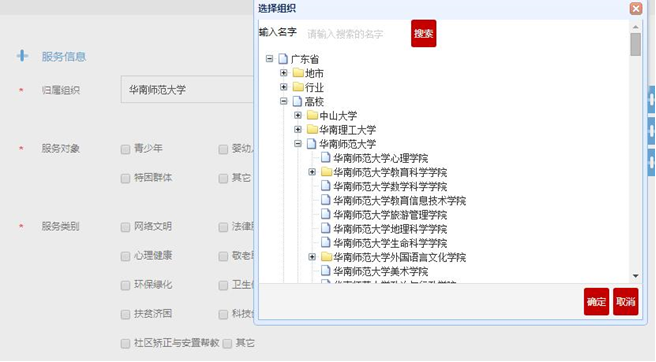 选择组织
输入名字 请输入搜索的名字 搜索
广东省
地市
行业
高校
中山大学
华南理工大学
华南师范大学
华南师范大学心理学院
华南师范大学教育科学学院
华南师范大学数学科学学院
华南师范大学教育信息技术学院
华南师范大学旅游管理学院
华南师范大学地理科学学院
华南师范大学生命科学学院
华南师范大学外国语言文化学院
华南师范大学美术学院
确定 取消
服务信息
* 归属组织 华南师范大学
* 服务对象 青少年 婴幼
特困群体 其它
* 服务类别 网络文明 法律
心理健康 敬老
环保绿化 卫生
扶贫济困 科技
社区矫正与安置帮教 其它